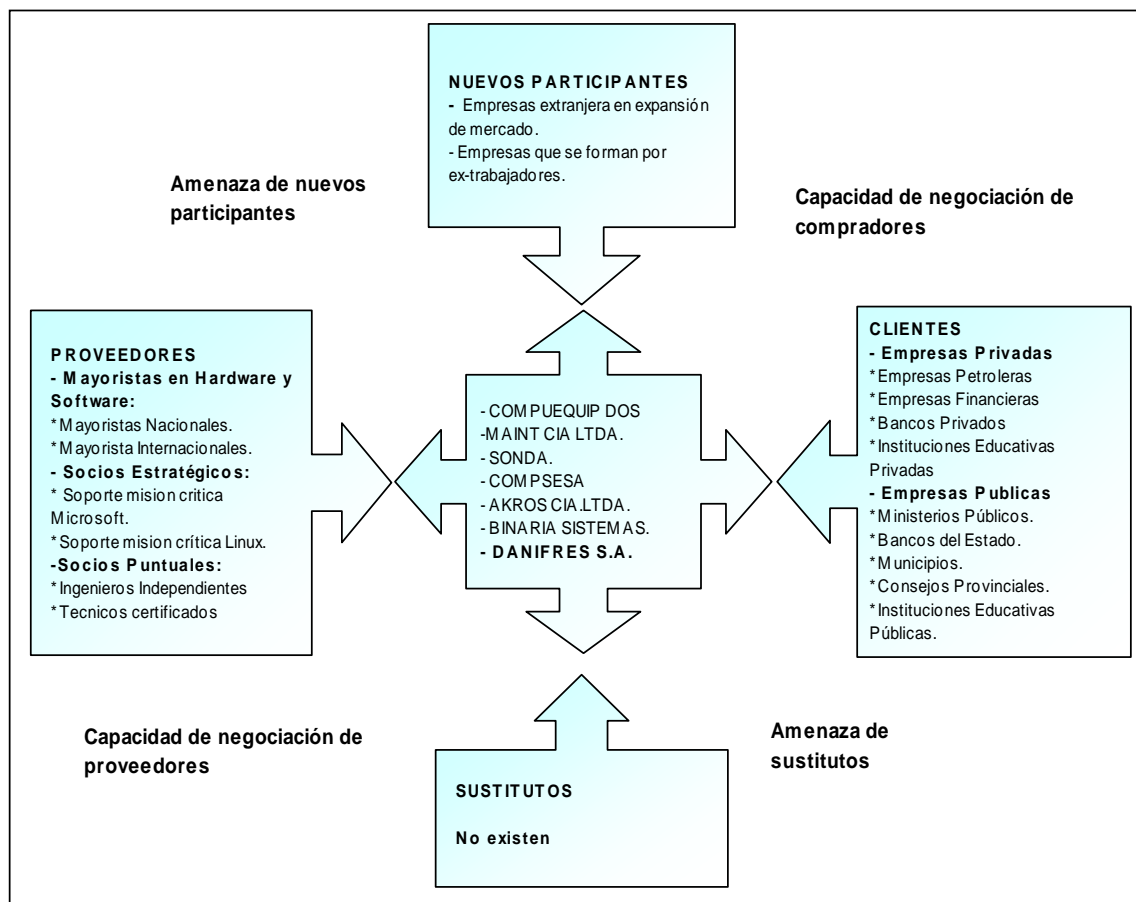 NUEVOS PARTICIPANTES
- Empresas extranjera en expansión
de mercado.
- Empresas que se forman por
ex-trabajadores.
Amenaza de nuevos
participantes
Capacidad de negociación de
compradores
PROVEEDORES
- Mayoristas en Hardware y
Software:
*Mayoristas Nacionales.
*Mayorista Internacionales.
- Socios Estratégicos:
* Soporte mision critica
Microsoft.
*Soporte mision crítica Linux.
-Socios Puntuales:
*Ingenieros Independientes
*Tecnicos certificados
- COMPUEQUIP DOS
-MAINT CIA LTDA.
- SONDA.
- COMPSESA
- AKROS CIA.LTDA.
- BINARIA SISTEMAS.
- DANIFRES S.A.
CLIENTES
- Empresas Privadas
*Empresas Petroleras
*Empresas Financieras
*Bancos Privados
*Instituciones Educativas
Privadas
- Empresas Publicas
*Ministerios Públicos.
*Bancos del Estado.
*Municipios.
*Consejos Provinciales.
*Instituciones Educativas
Públicas.
Capacidad de negociación de
proveedores
Amenaza de
sustitutos
SUSTITUTOS
No existen